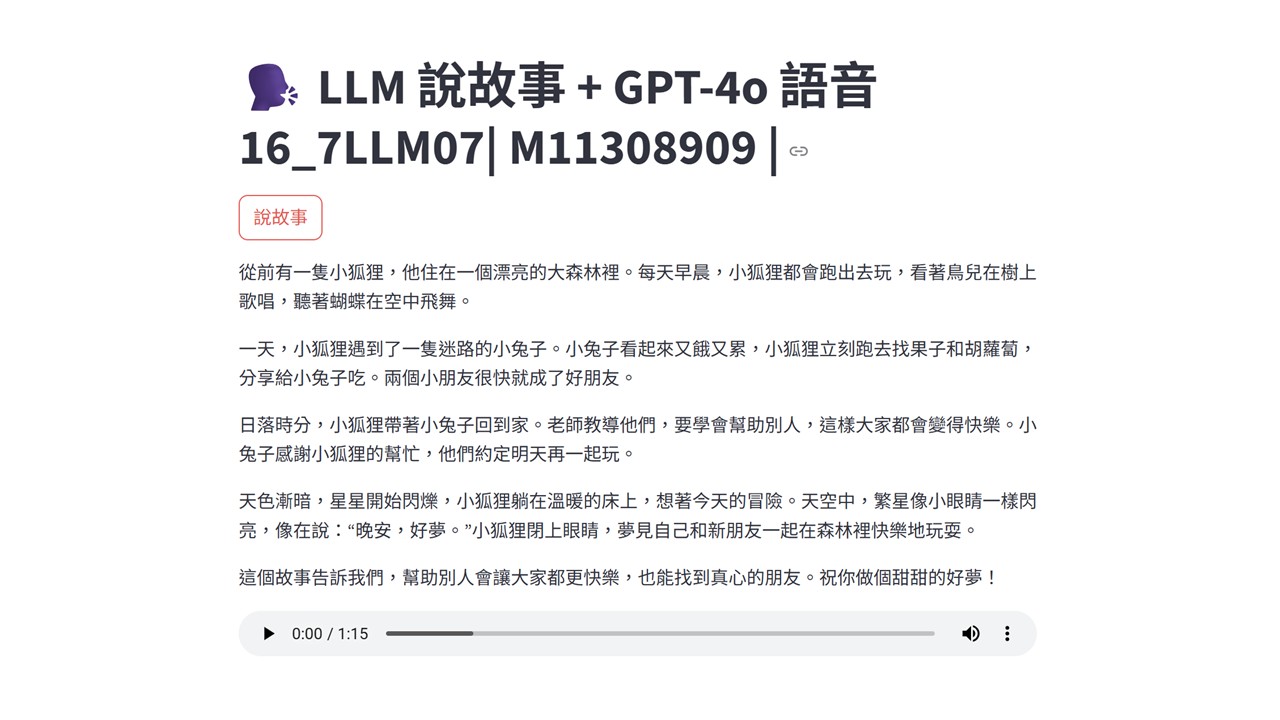 🗣️ LLM 說故事 + GPT-4o 語音
16_7LLM07| M11308909 |
說故事
從前有一隻小狐狸，他住在一個漂亮的大森林裡。每天早晨，小狐狸都會跑出去玩，看著鳥兒在樹上
歌唱，聽著蝴蝶在空中飛舞。
一天，小狐狸遇到了一隻迷路的小兔子。小兔子看起來又餓又累，小狐狸立刻跑去找果子和胡蘿蔔，
分享給小兔子吃。兩個小朋友很快就成了好朋友。
日落時分，小狐狸帶著小兔子回到家。老師教導他們，要學會幫助別人，這樣大家都會變得快樂。小
兔子感謝小狐狸的幫忙，他們約定明天再一起玩。
天色漸暗，星星開始閃爍，小狐狸躺在溫暖的床上，想著今天的冒險。天空中，繁星像小眼睛一樣閃
亮，像在說：“晚安，好夢。”小狐狸閉上眼睛，夢見自己和新朋友一起在森林裡快樂地玩耍。
這個故事告訴我們，幫助別人會讓大家都更快樂，也能找到真心的朋友。祝你做個甜甜的好夢！
0:00 / 1:15